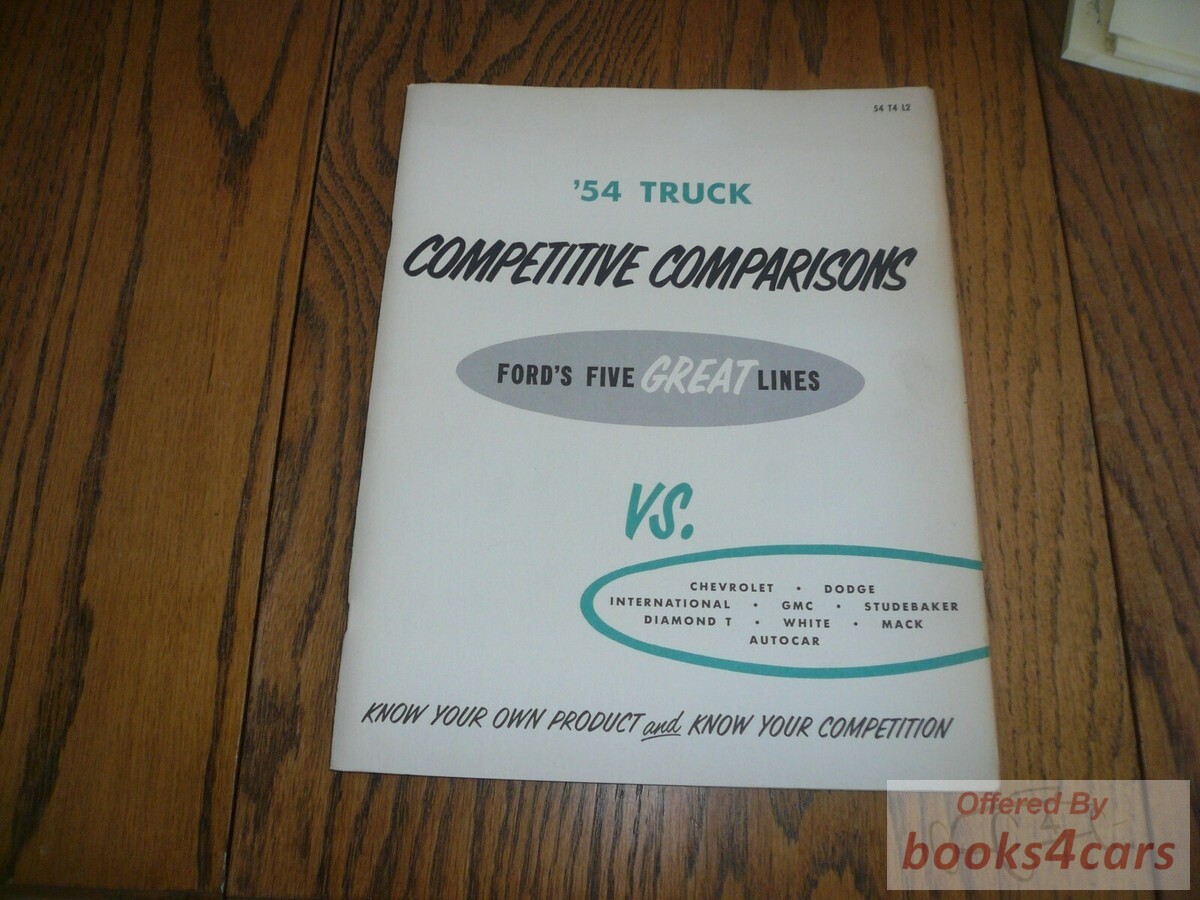 54 T4 L2
'54 TRUCK
COMPETITIVE COMPARISONS
FORD'S FIVE GREAT LINES
VS.
CHEVROLET • DODGE
INTERNATIONAL • GMC • STUDEBAKER
DIAMOND T • WHITE • MACK
AUTOCAR
KNOW YOUR OWN PRODUCT and KNOW YOUR COMPETITION
Offered By
books4cars